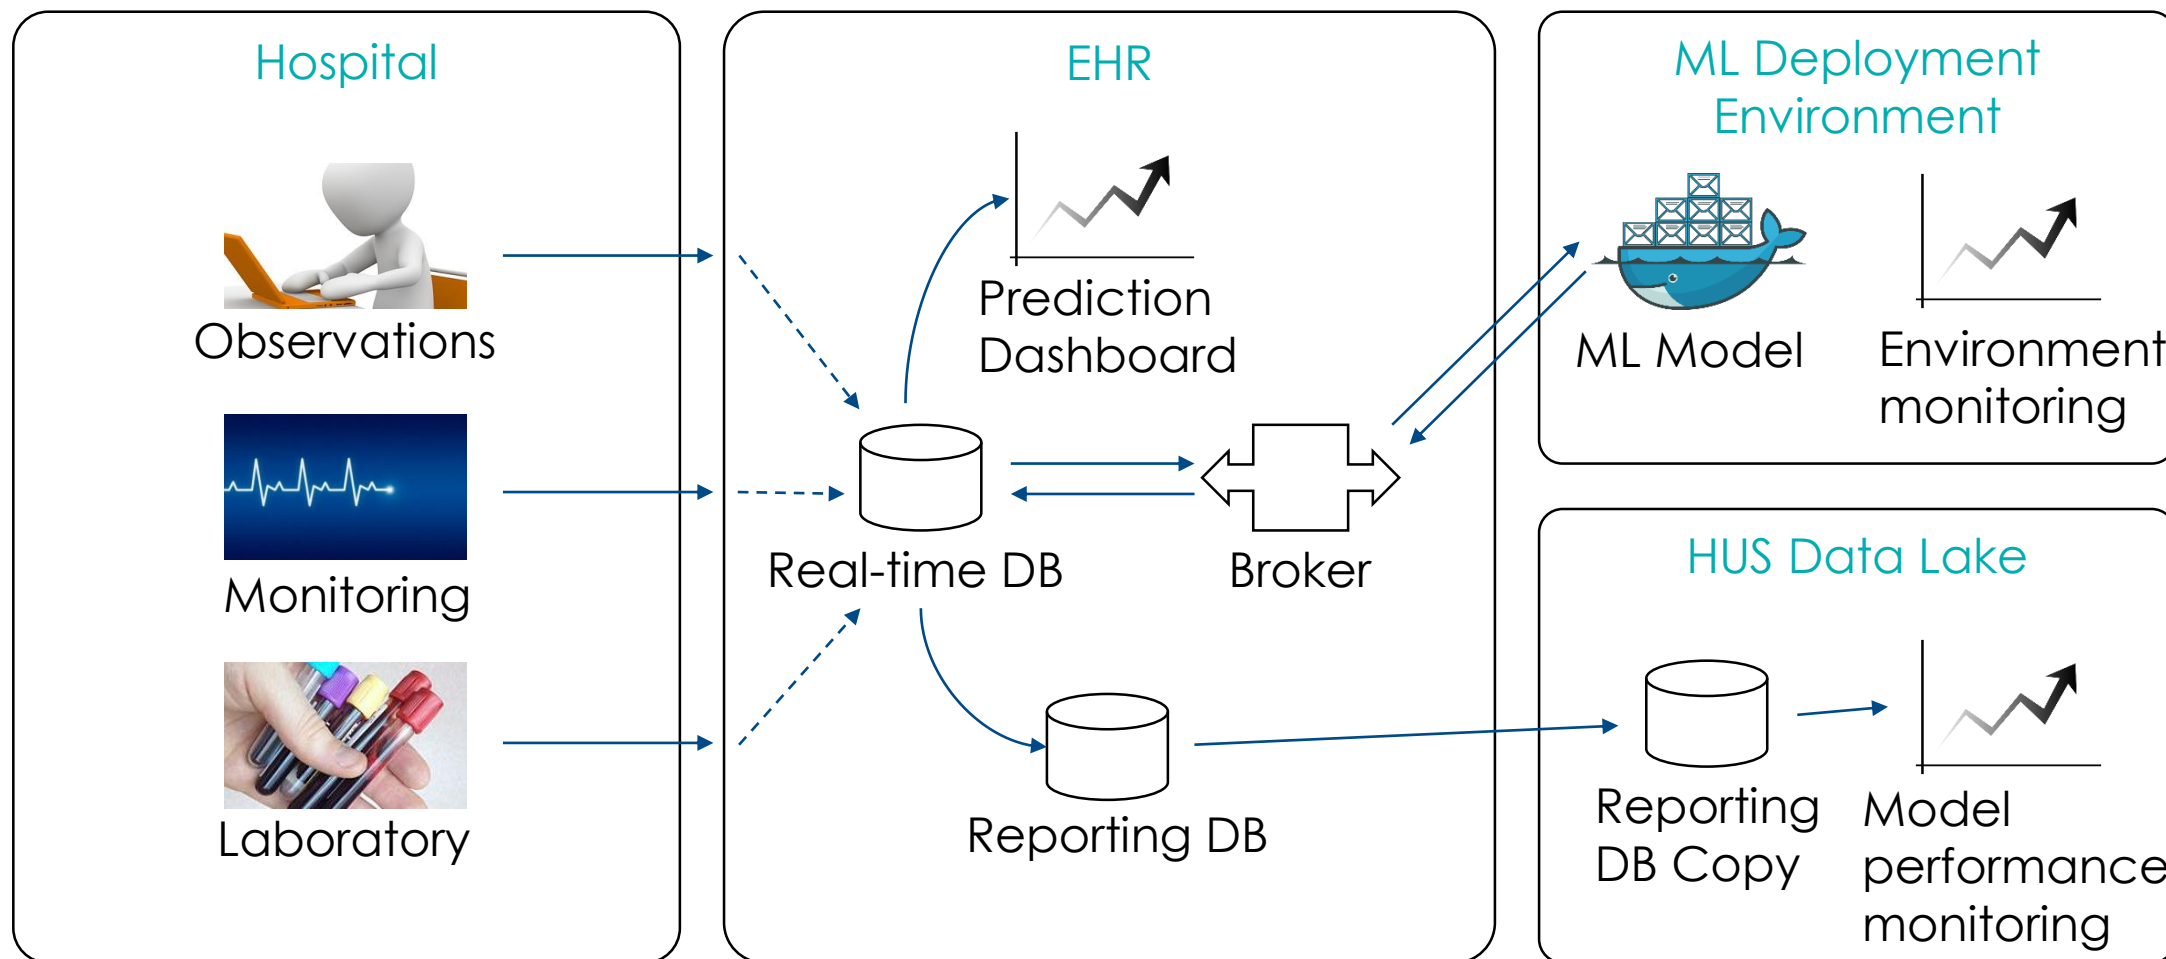 Hospital
Observations
Monitoring
Laboratory
EHR
Prediction
Dashboard
Real-time DB
Broker
Reporting DB
ML Deployment
Environment
ML Model
Environment
monitoring
HUS Data Lake
Reporting
DB Copy
Model
performance
monitoring